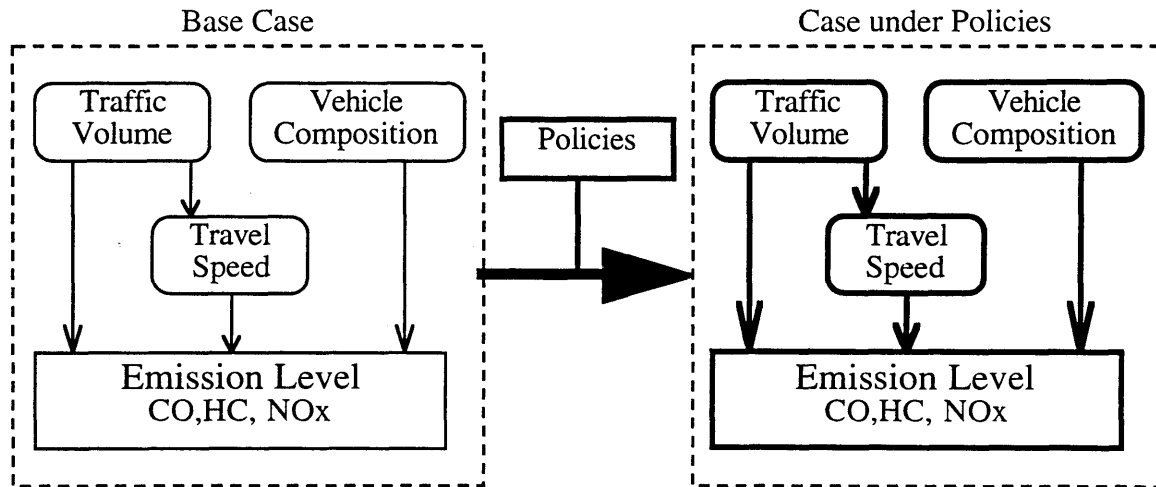 Base Case
Traffic
Volume
Vehicle
Composition
Travel
Speed
Emission Level
CO,HC, NOx
Policies
Case under Policies
Traffic
Volume
Vehicle
Composition
Travel
Speed
Emission Level
CO,HC, NOx